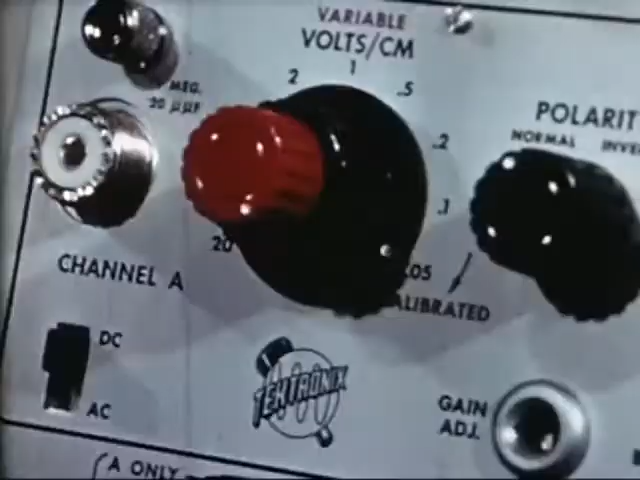 VARIABLE
VOLTS/CM
2
1
.5
.2
.1
.05
20
MEG.
20 µµF
POLARIT
NORMAL
INVE
CHANNEL A
ALIBRATED
DC
AC
TEKTRONIX
GAIN
ADJ.
(A ONLY